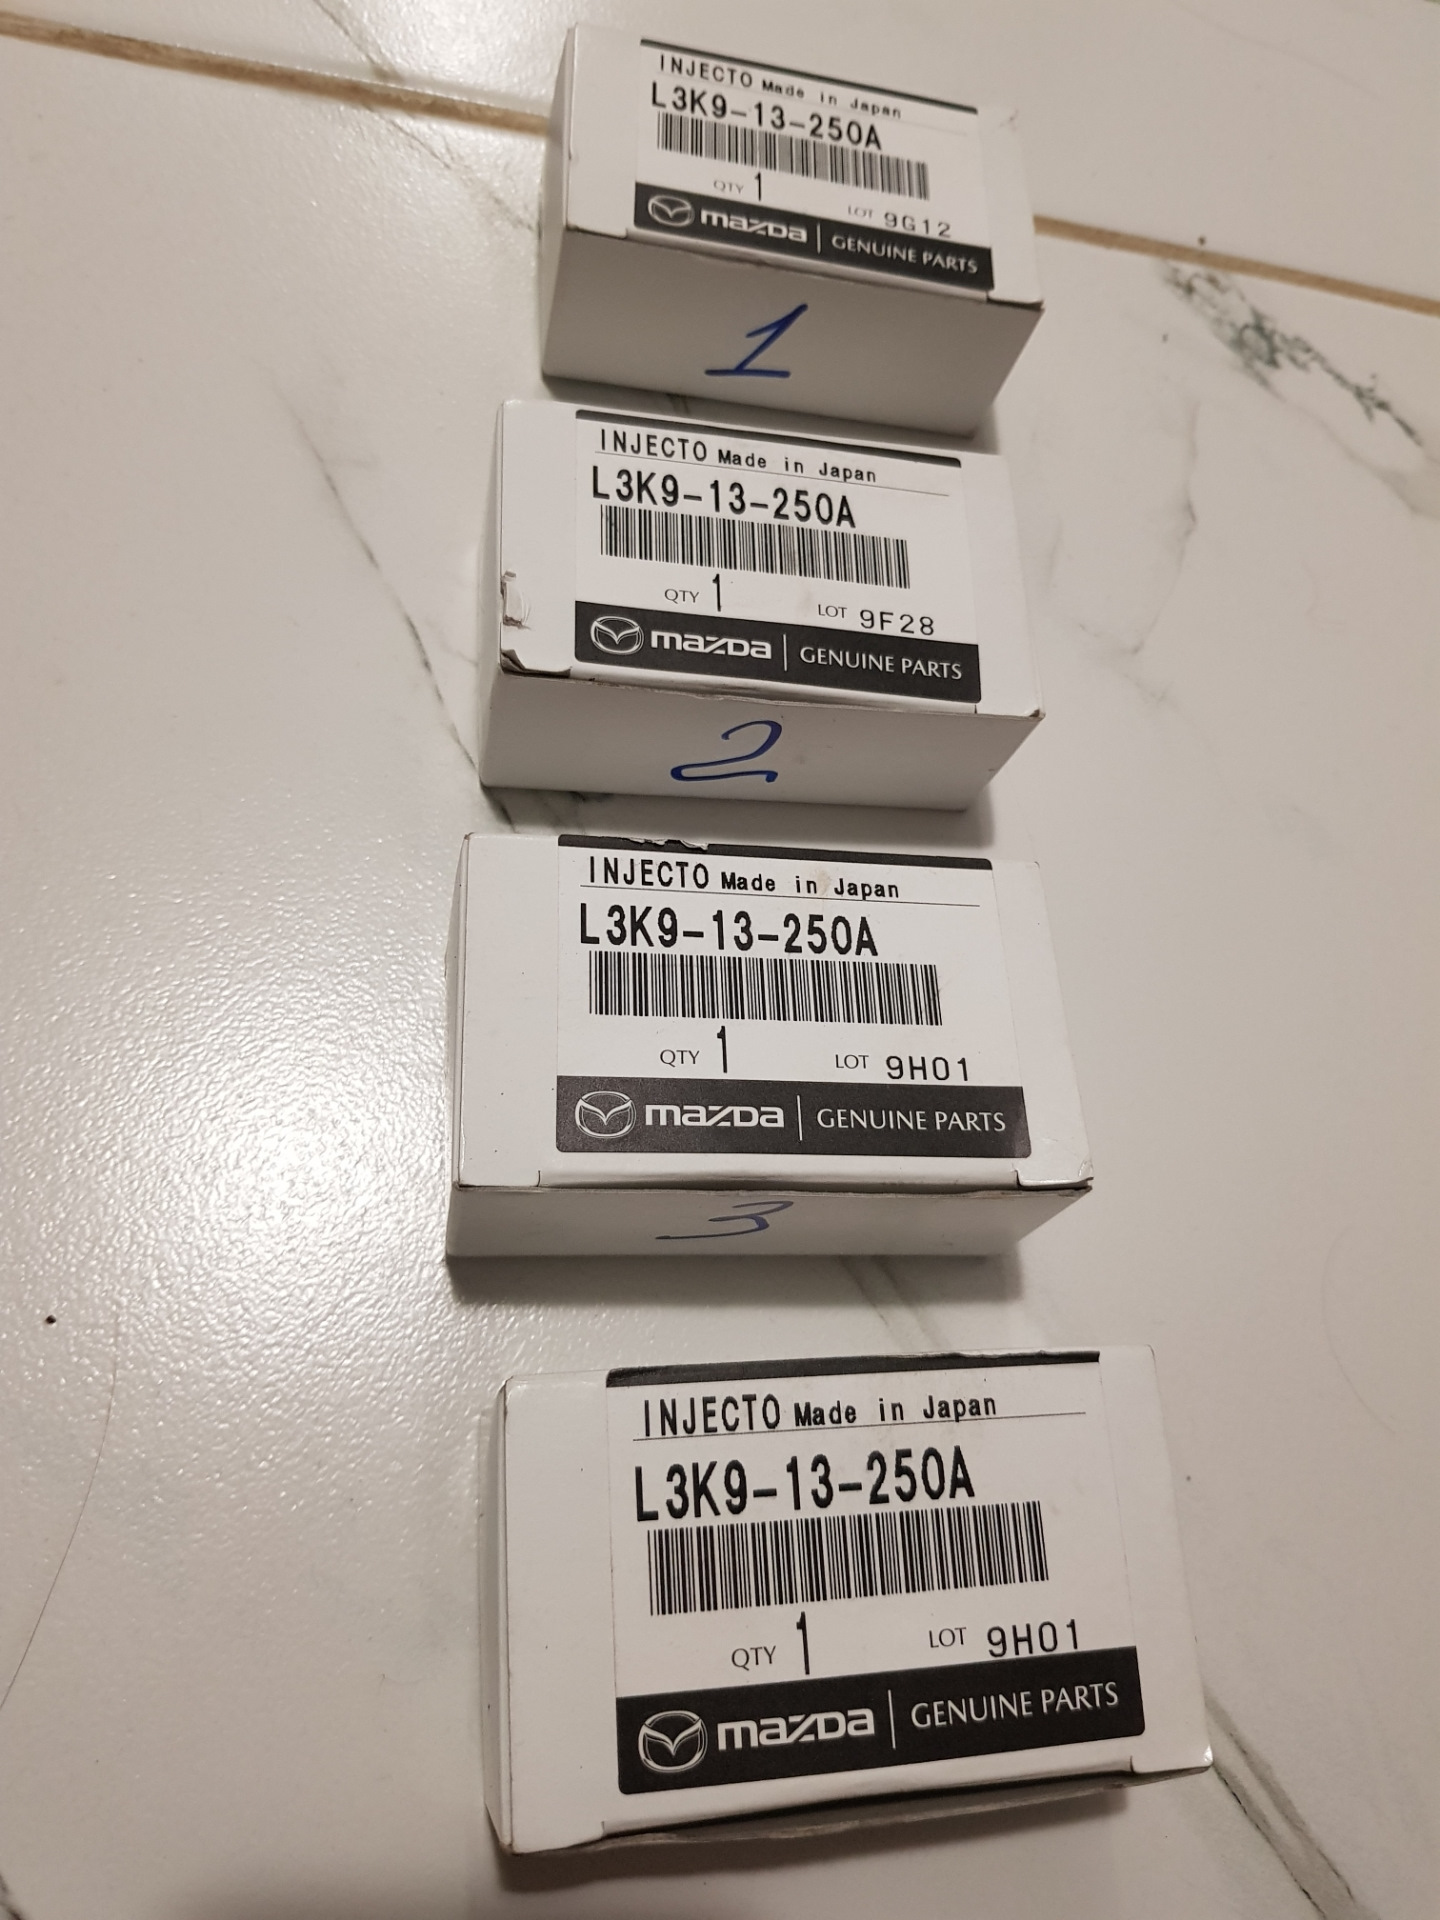 INJECTO Made in Japan
L3K9-13-250A
QTY 1 LOT 9G12
mazda GENUINE PARTS
1
INJECTO Made in Japan
L3K9-13-250A
QTY 1 LOT 9F28
mazda GENUINE PARTS
2
INJECTO Made in Japan
L3K9-13-250A
QTY 1 LOT 9H01
mazda GENUINE PARTS
3
INJECTO Made in Japan
L3K9-13-250A
QTY 1 LOT 9H01
mazda GENUINE PARTS